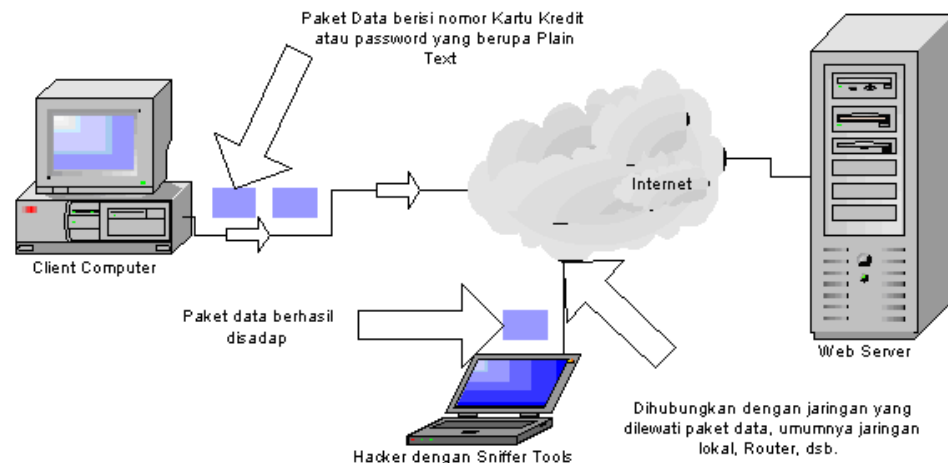 Paket Data berisi nomor Kartu Kredit
atau password yang berupa Plain
Text
Internet
Client Computer
Paket data berhasil
disadap
Web Server
Dihubungkan dengan jaringan yang
dilewati paket data, umumnya jaringan
lokal, Router, dsb.
Hacker dengan Sniffer Tools